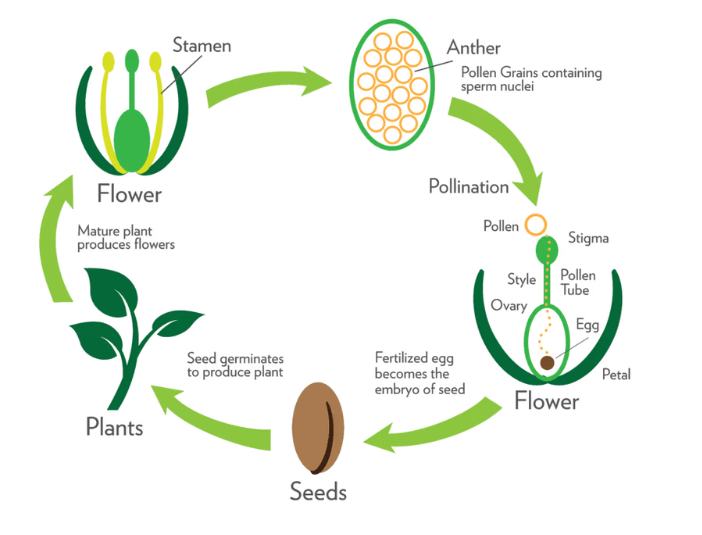 Stamen
Flower
Anther
Pollen Grains containing
sperm nuclei
Pollination
Pollen
Stigma
Style
Pollen
Tube
Ovary
Egg
Petal
Flower
Fertilized egg
becomes the
embryo of seed
Seeds
Seed germinates
to produce plant
Plants
Mature plant
produces flowers